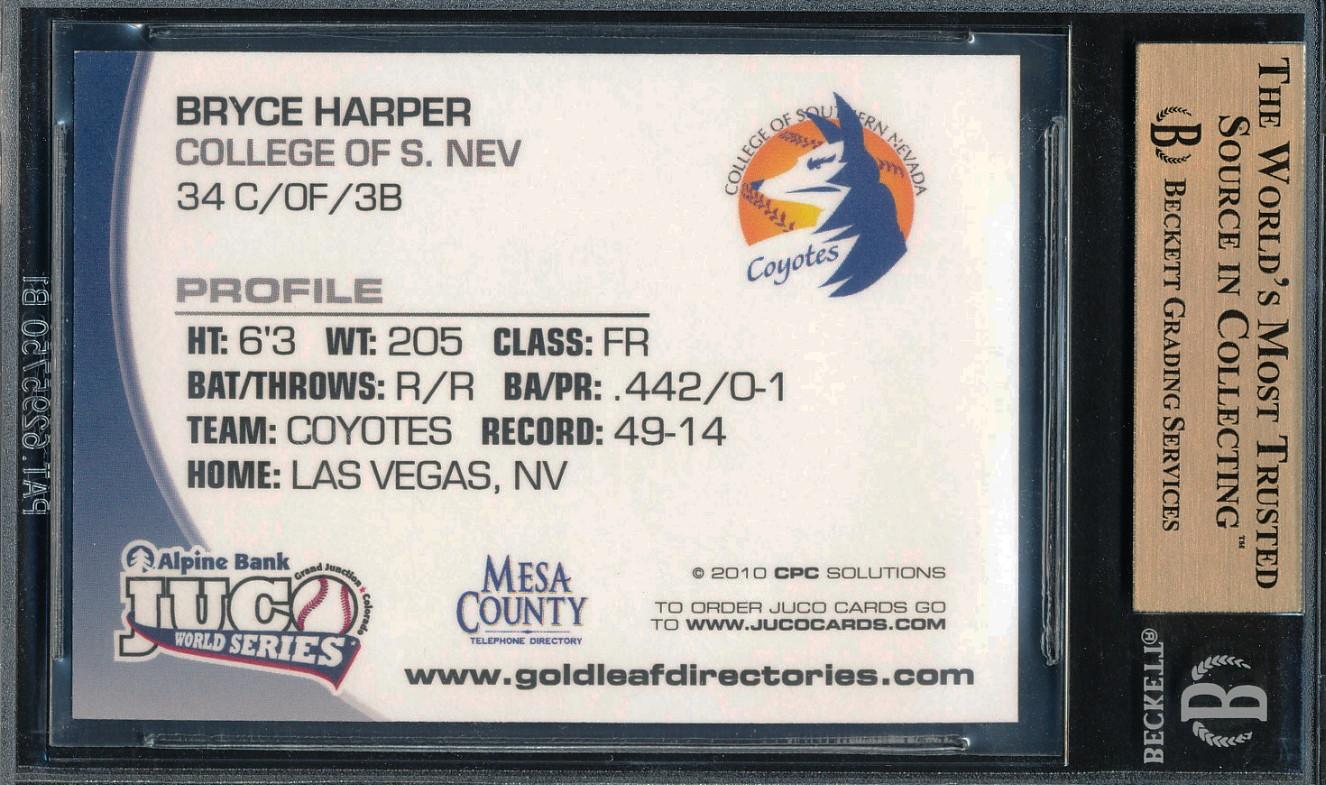 BRYCE HARPER
COLLEGE OF S. NEV
34 C/OF/3B
COLLEGE OF SOUTHERN NEVADA
Coyotes
PROFILE
HT: 6'3 WT: 205 CLASS: FR
BAT/THROWS: R/R BA/PR: .442/0-1
TEAM: COYOTES RECORD: 49-14
HOME: LAS VEGAS, NV
Alpine Bank
Grand Junction Colorado
JUCO
WORLD SERIES
MESA
COUNTY
TELEPHONE DIRECTORY
© 2010 CPC SOLUTIONS
TO ORDER JUCO CARDS GO
TO WWW.JUCOCARDS.COM
www.goldleafdirectories.com
THE WORLD'S MOST TRUSTED
SOURCE IN COLLECTING™
B BECKETT GRADING SERVICES
BECKETT®
B
PAT. 6295750 B1